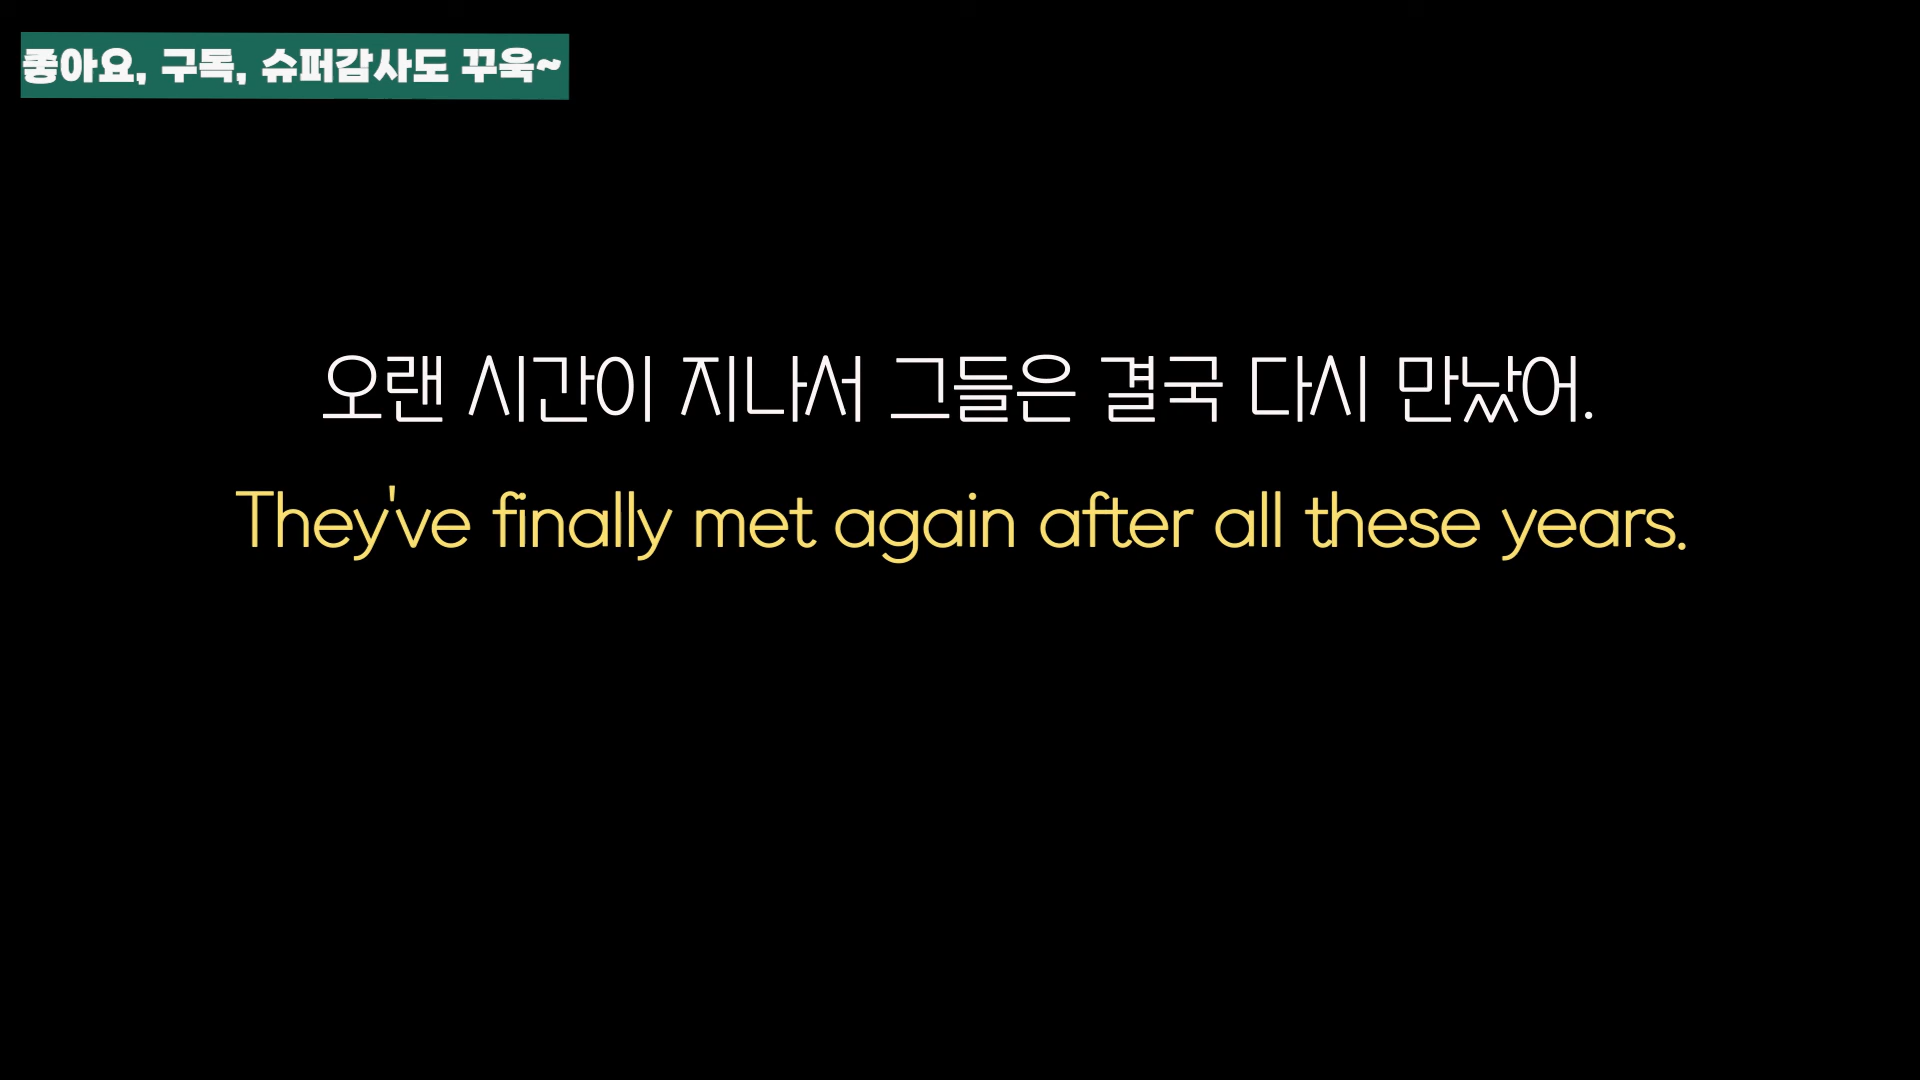 좋아요, 구독, 슈퍼감사도 꾸욱~
오랜 시간이 지나서 그들은 결국 다시 만났어.
They've finally met again after all these years.